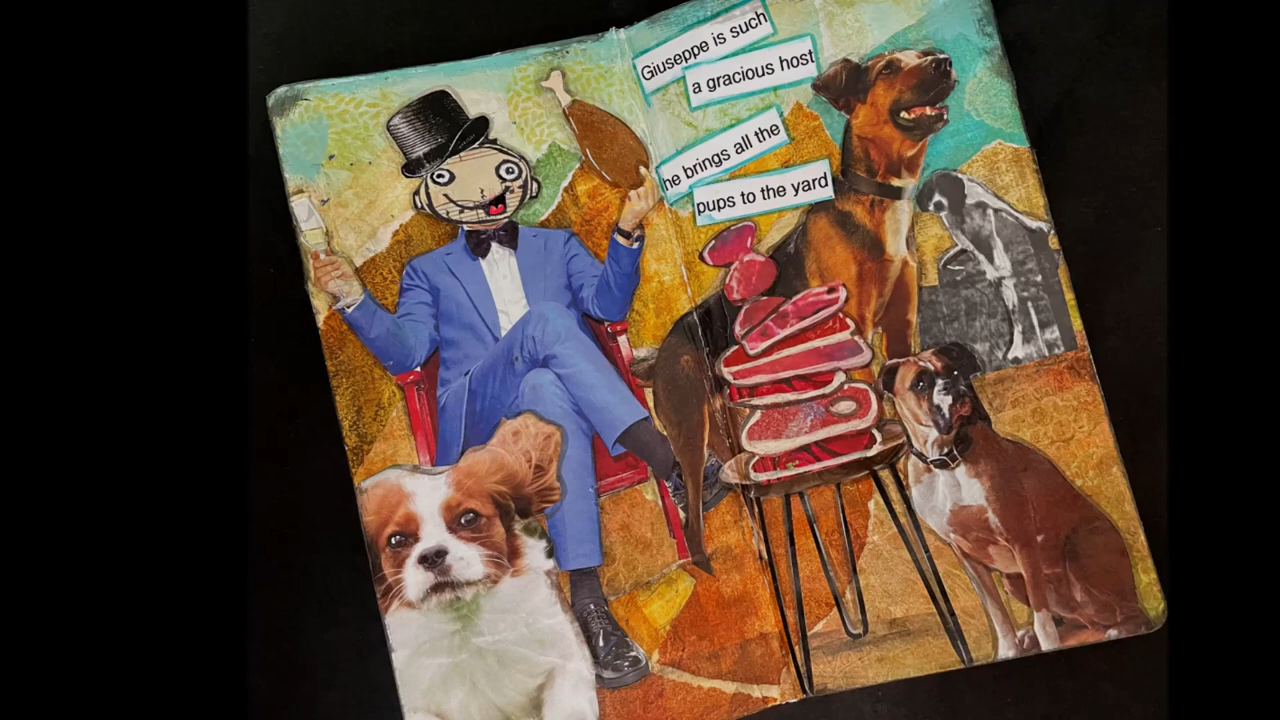 Giuseppe is such
a gracious host
he brings all the
pups to the yard